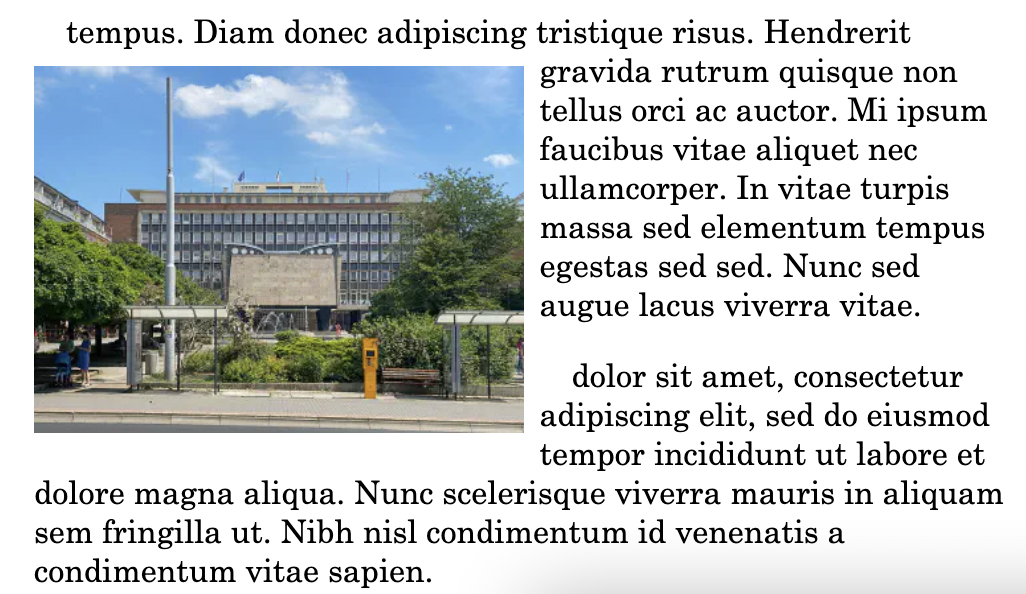 tempus. Diam donec adipiscing tristique risus. Hendrerit
gravida rutrum quisque non
tellus orci ac auctor. Mi ipsum
faucibus vitae aliquet nec
ullamcorper. In vitae turpis
massa sed elementum tempus
egestas sed sed. Nunc sed
augue lacus viverra vitae.
dolor sit amet, consectetur
adipiscing elit, sed do eiusmod
tempor incididunt ut labore et
dolore magna aliqua. Nunc scelerisque viverra mauris in aliquam
sem fringilla ut. Nibh nisl condimentum id venenatis a
condimentum vitae sapien.